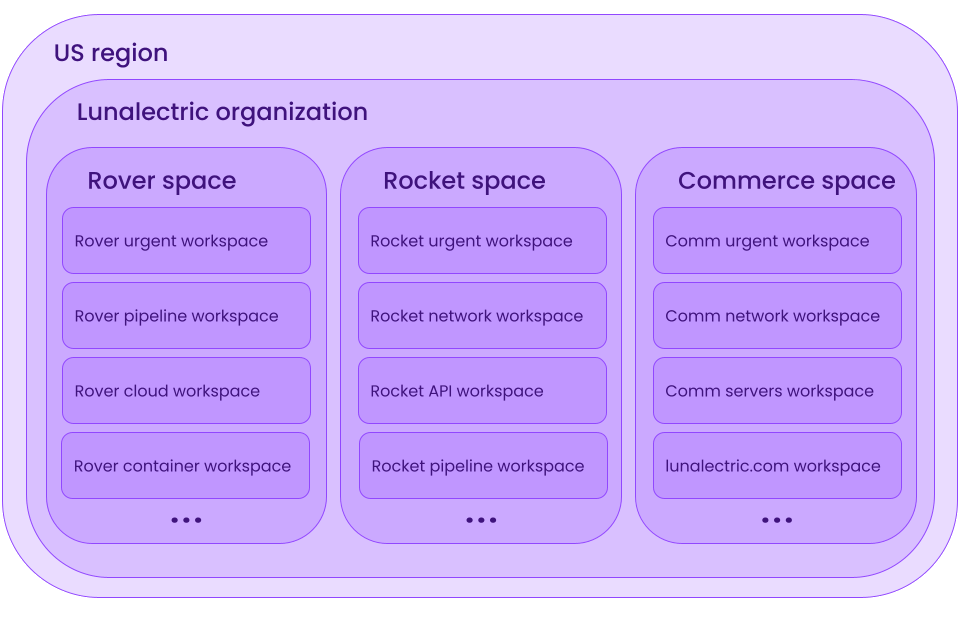 US region
Lunalectric organization
Rover space
Rover urgent workspace
Rover pipeline workspace
Rover cloud workspace
Rover container workspace
...
Rocket space
Rocket urgent workspace
Rocket network workspace
Rocket API workspace
Rocket pipeline workspace
...
Commerce space
Comm urgent workspace
Comm network workspace
Comm servers workspace
lunalectric.com workspace
...